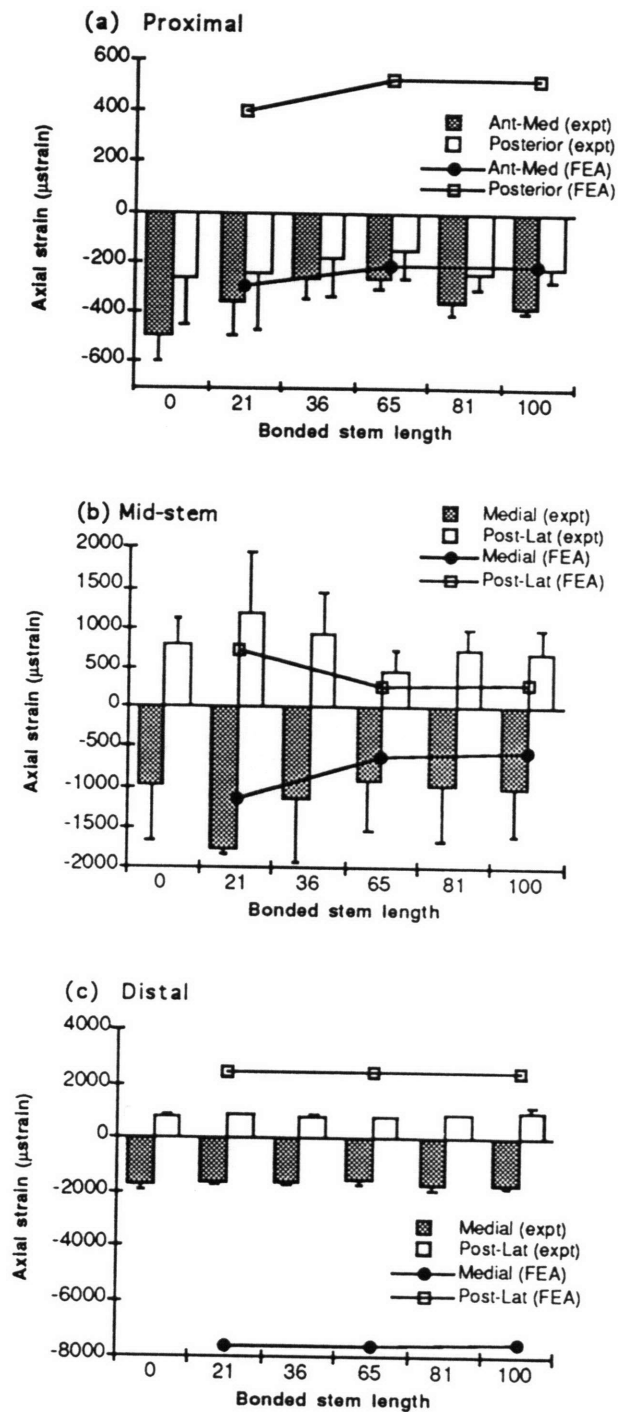 (a) Proximal
600
400
200
0
-200
-400
-600
Axial strain (µstrain)
Ant-Med (expt)
Posterior (expt)
Ant-Med (FEA)
Posterior (FEA)
0 21 36 65 81 100
Bonded stem length
(b) Mid-stem
2000
1500
1000
500
0
-500
-1000
-1500
-2000
Axial strain (µstrain)
Medial (expt)
Post-Lat (expt)
Medial (FEA)
Post-Lat (FEA)
0 21 36 65 81 100
Bonded stem length
(c) Distal
4000
2000
0
-2000
-4000
-6000
-8000
Axial strain (µstrain)
Medial (expt)
Post-Lat (expt)
Medial (FEA)
Post-Lat (FEA)
0 21 36 65 81 100
Bonded stem length